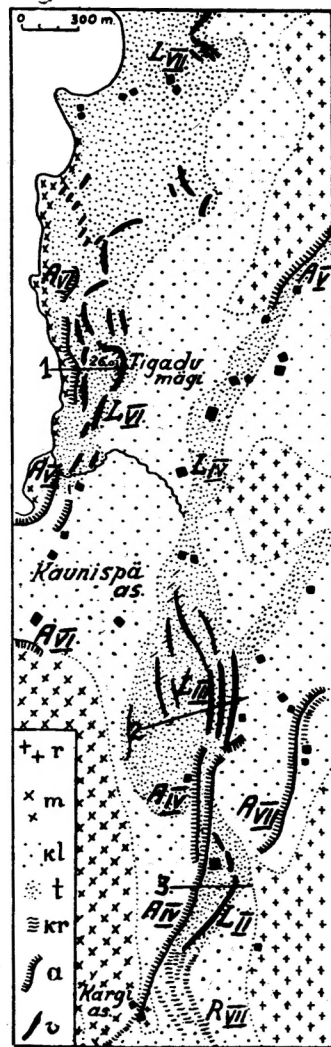 0 300 m.
L VII
A VI
A V
1
Tigadu
mägi
L VI
L IV
A V
Kaunispä
as.
A VI
L III
2
A IV
A VII
3
A IV
L II
Kargi
as.
R VII
r
m
kl
t
kr
a
v